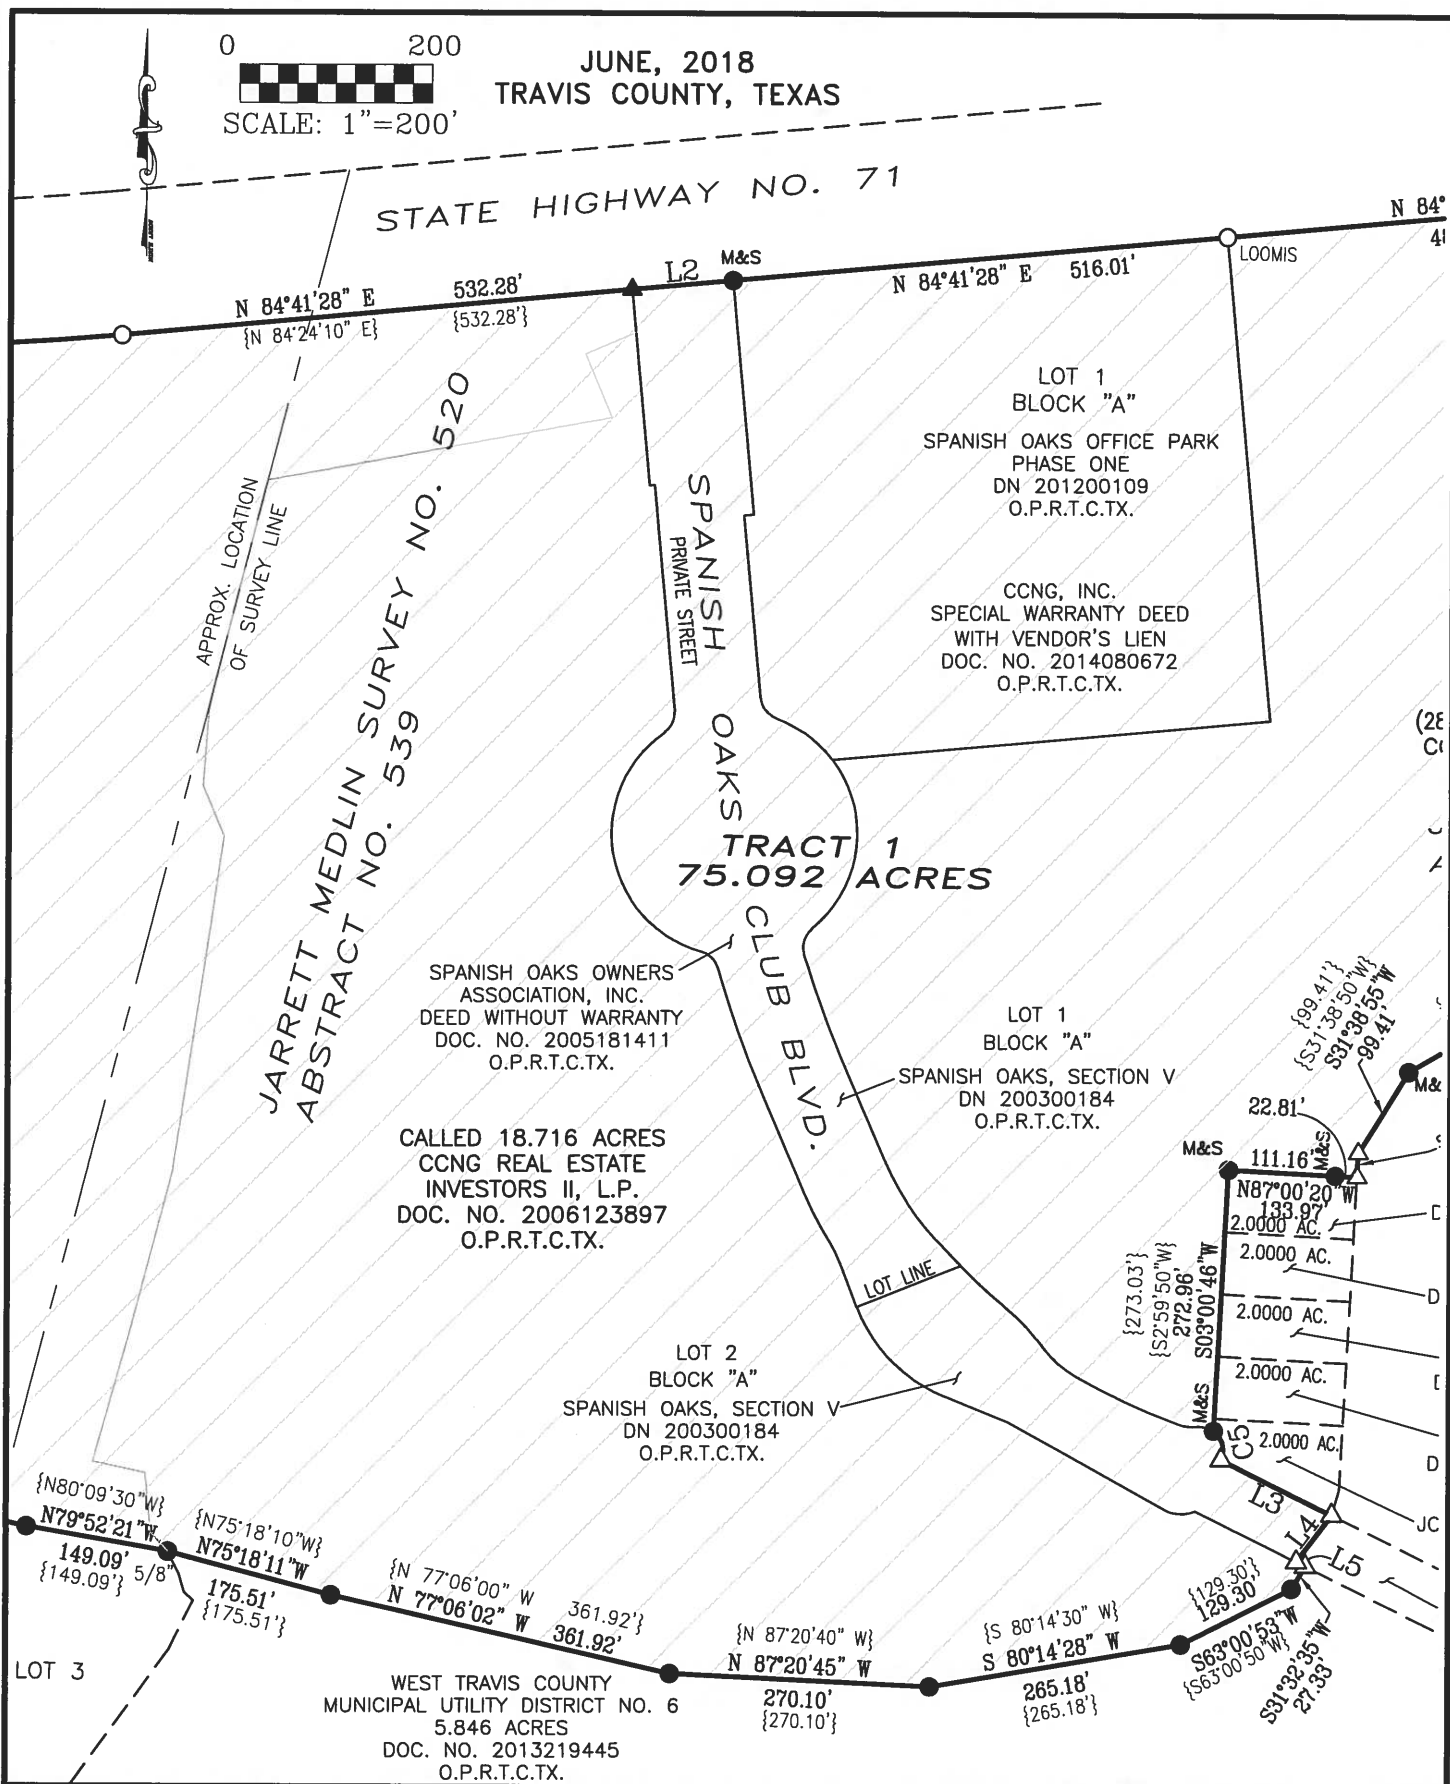 0 200
SCALE: 1"=200'
JUNE, 2018
TRAVIS COUNTY, TEXAS
STATE HIGHWAY NO. 71
N 84°
LOOMIS
M&S
L2
N 84°41'28" E 516.01'
N 84°41'28" E 532.28'
{N 84°24'10" E} {532.28'}
LOT 1
BLOCK "A"
SPANISH OAKS OFFICE PARK
PHASE ONE
DN 201200109
O.P.R.T.C.TX.
CCNG, INC.
SPECIAL WARRANTY DEED
WITH VENDOR'S LIEN
DOC. NO. 2014080672
O.P.R.T.C.TX.
APPROX. LOCATION
OF SURVEY LINE
JARRETT MEDLIN SURVEY NO. 520
ABSTRACT NO. 539
SPANISH OAKS CLUB BLVD.
PRIVATE STREET
(28
TRACT 1
75.092 ACRES
SPANISH OAKS OWNERS
ASSOCIATION, INC.
DEED WITHOUT WARRANTY
DOC. NO. 2005181411
O.P.R.T.C.TX.
LOT 1
BLOCK "A"
SPANISH OAKS, SECTION V
DN 200300184
O.P.R.T.C.TX.
CALLED 18.716 ACRES
CCNG REAL ESTATE
INVESTORS II, L.P.
DOC. NO. 2006123897
O.P.R.T.C.TX.
{99.41'}
{S31°38'50"W}
S31°38'55"W
99.41'
M&
22.81'
M&S
111.16'
M&S
N87°00'20"W
133.97'
2.0000 AC.
2.0000 AC.
2.0000 AC.
2.0000 AC.
2.0000 AC.
{273.03'}
{S2°59'50"W}
272.96'
S03°00'46"W
M&S
D
D
D
JC
LOT LINE
LOT 2
BLOCK "A"
SPANISH OAKS, SECTION V
DN 200300184
O.P.R.T.C.TX.
C5
L3
L4
L5
{N80°09'30"W}
N79°52'21"W
149.09'
{149.09'}
5/8"
{N75°18'10"W}
N75°18'11"W
175.51'
{175.51'}
{N 77°06'00" W 361.92'}
N 77°06'02" W 361.92'
{N 87°20'40" W}
N 87°20'45" W
270.10'
{270.10'}
{S 80°14'30" W}
S 80°14'28" W
265.18'
{265.18'}
{129.30'}
129.30'
S63°00'53"W
{S63°00'50"W}
S31°32'35"W
27.33'
LOT 3
WEST TRAVIS COUNTY
MUNICIPAL UTILITY DISTRICT NO. 6
5.846 ACRES
DOC. NO. 2013219445
O.P.R.T.C.TX.